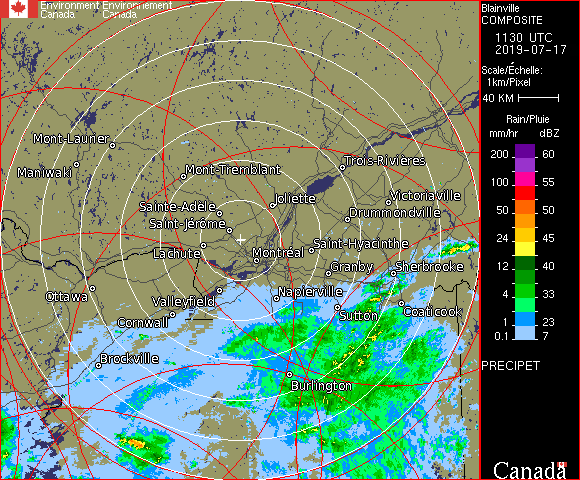 Environment Environnement
Canada Canada
Blainville
COMPOSITE
1130 UTC
2019-07-17
Scale/Échelle:
1km/Pixel
40 KM
Rain/Pluie
mm/hr dBZ
200 60
100 55
50 50
24 45
12 40
4 33
1 23
0.1 7
PRECIPET
Canada
Mont-Laurier
Maniwaki
Mont-Tremblant
Trois-Rivières
Joliette
Victoriaville
Sainte-Adèle
Drummondville
Saint-Jérôme
Lachute
Montréal
Saint-Hyacinthe
Granby
Sherbrooke
Ottawa
Valleyfield
Napierville
Cornwall
Sutton
Coaticook
Brockville
Burlington